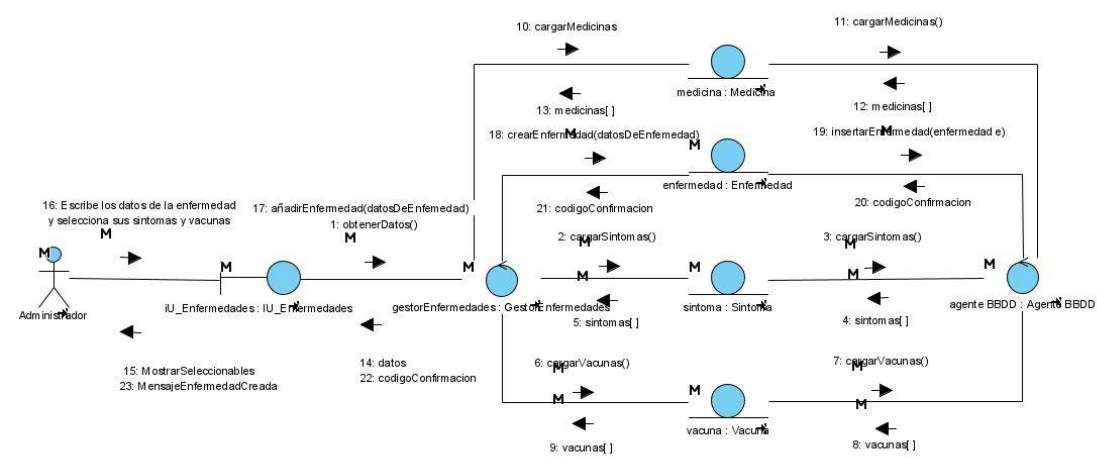 10: cargarMedicinas
11: cargarMedicinas()
medicina : Medicina
13: medicinas[ ]
12: medicinas[ ]
18: crearEnfermedad(datosDeEnfemedad)
19: insertarEnfermedad(enfermedad e)
M
M
M
enfermedad : Enfermedad
21: codigoConfirmacion
20: codigoConfirmacion
16: Escribe los datos de la enfermedad
y selecciona sus sintomas y vacunas
17: añadirEnfermedad(datosDeEnfemedad)
1: obtenerDatos()
2: cargarSintomas()
3: cargarSintomas()
M
M
M
M
M
M
M
M
M
M
M
M
Administrador
iU_Enfermedades : IU_Enfermedades
gestorEnfermedades : GestorEnfermedades
sintoma : Sintoma
agente BBDD : Agente BBDD
5: sintomas[ ]
4: sintomas[ ]
15: MostrarSeleccionables
23: MensajeEnfermedadCreada
14: datos
22: codigoConfirmacion
6: cargarVacunas()
7: cargarVacunas()
M
M
M
M
M
vacuna : Vacuna
9: vacunas[ ]
8: vacunas[ ]